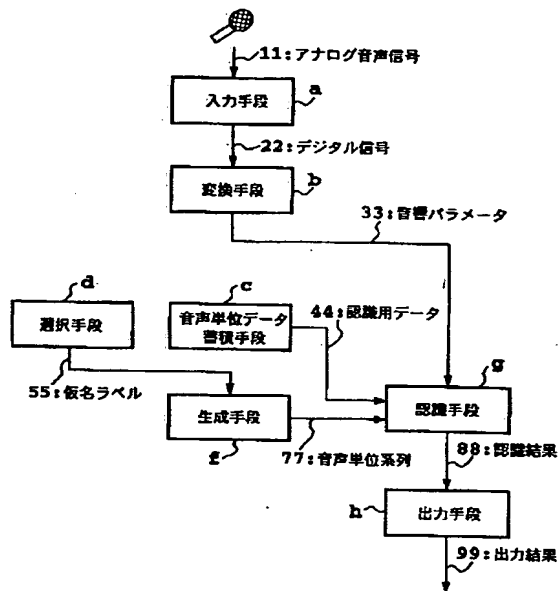 11:アナログ音声信号
a
入力手段
22:デジタル信号
b
変換手段
33:音響パラメータ
d
選択手段
c
音声単位データ
蓄積手段
44:認識用データ
55:仮名ラベル
g
認識手段
生成手段
f
77:音声単位系列
88:認識結果
h
出力手段
99:出力結果